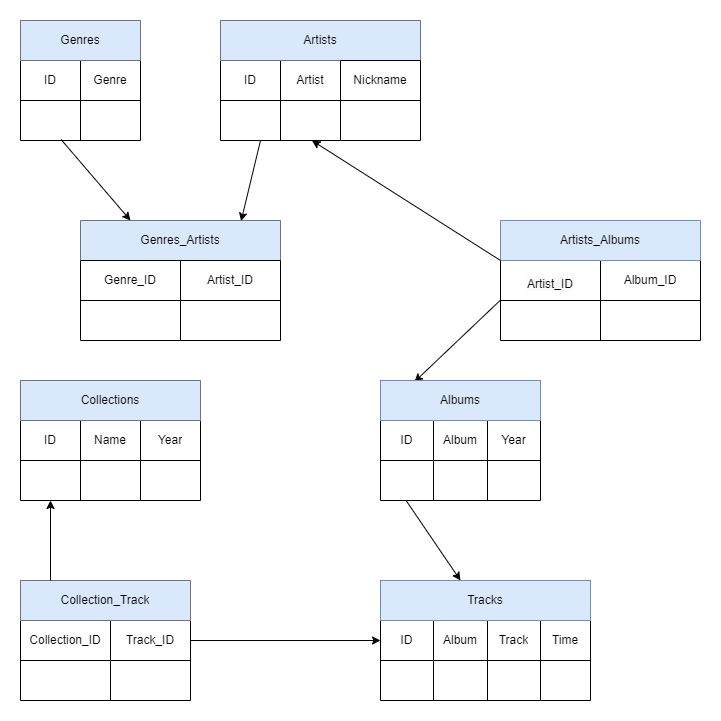 Genres
ID Genre
Artists
ID Artist Nickname
Genres_Artists
Genre_ID Artist_ID
Artists_Albums
Artist_ID Album_ID
Collections
ID Name Year
Albums
ID Album Year
Collection_Track
Collection_ID Track_ID
Tracks
ID Album Track Time